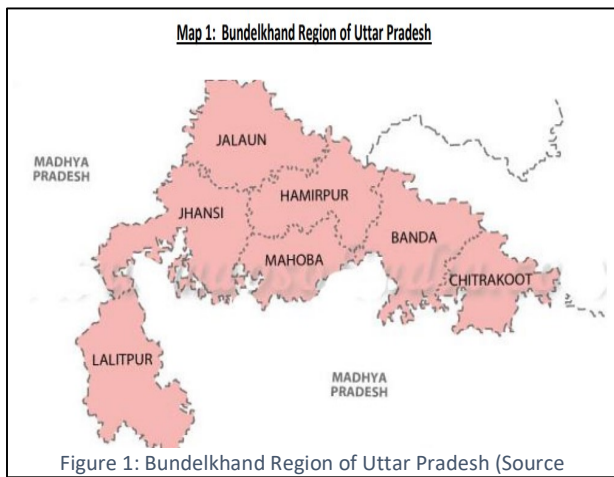 Map 1: Bundelkhand Region of Uttar Pradesh
JALAUN
MADHYA
PRADESH
HAMIRPUR
JHANSI
BANDA
MAHOBA
CHITRAKOOT
LALITPUR
MADHYA
PRADESH
Figure 1: Bundelkhand Region of Uttar Pradesh (Source